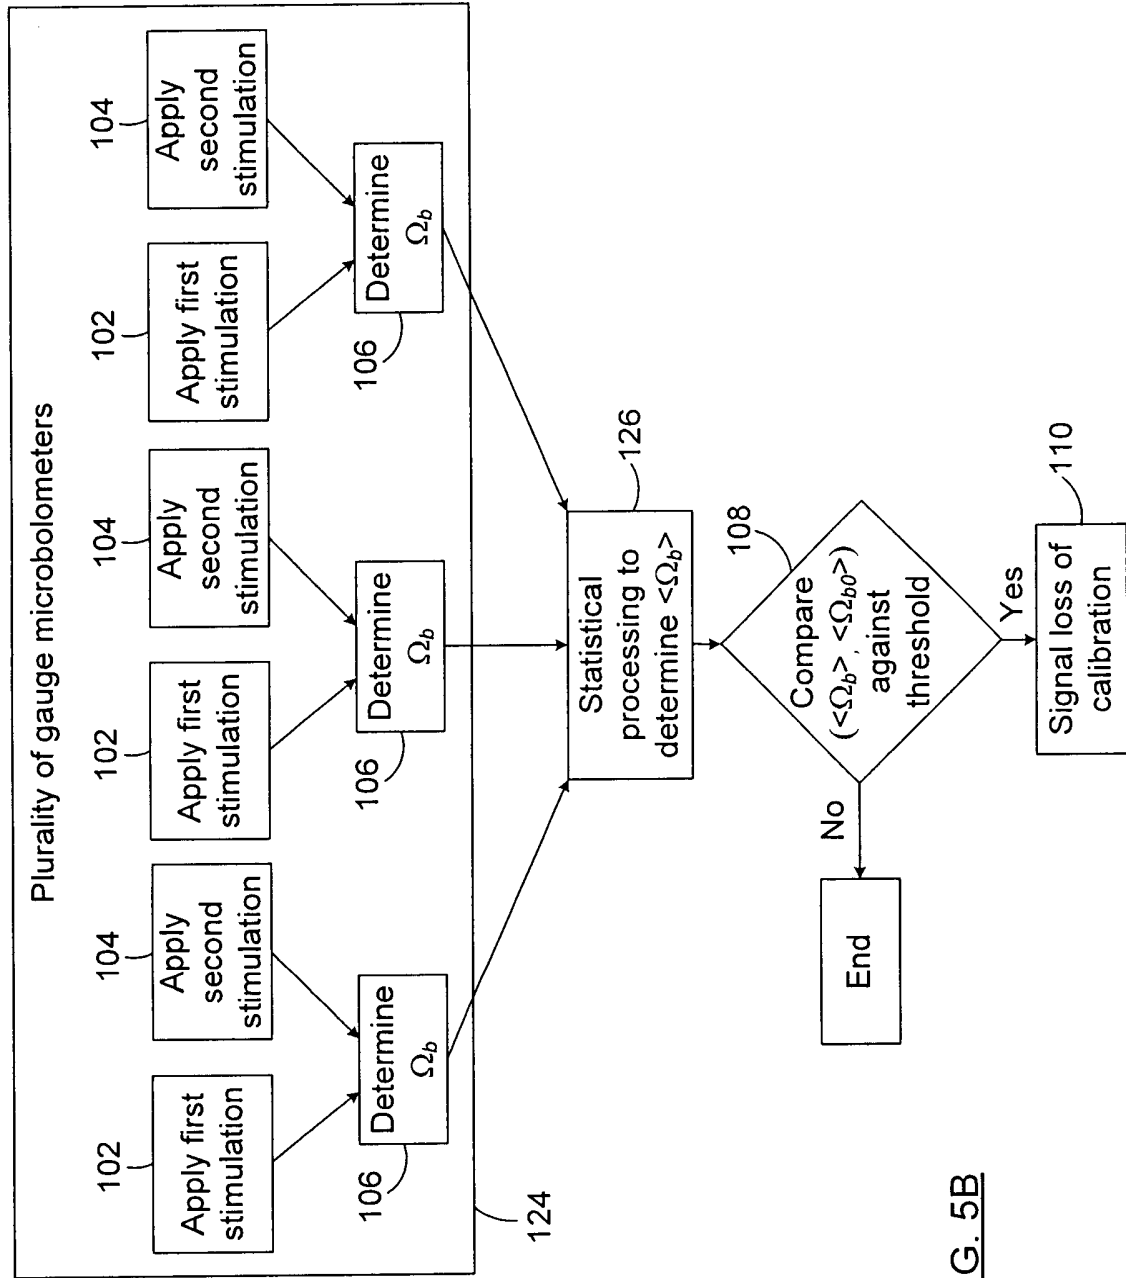 Plurality of gauge microbolometers
102
104
102
104
102
104
Apply first
stimulation
Apply
second
stimulation
Apply first
stimulation
Apply
second
stimulation
Apply first
stimulation
Apply
second
stimulation
Determine
Ω_b
106
Determine
Ω_b
106
Determine
Ω_b
106
124
Statistical
processing to
determine <Ω_b>
126
108
Compare
(<Ω_b>, <Ω_b0>)
against
threshold
No
Yes
End
Signal loss of
calibration
110
G. 5B